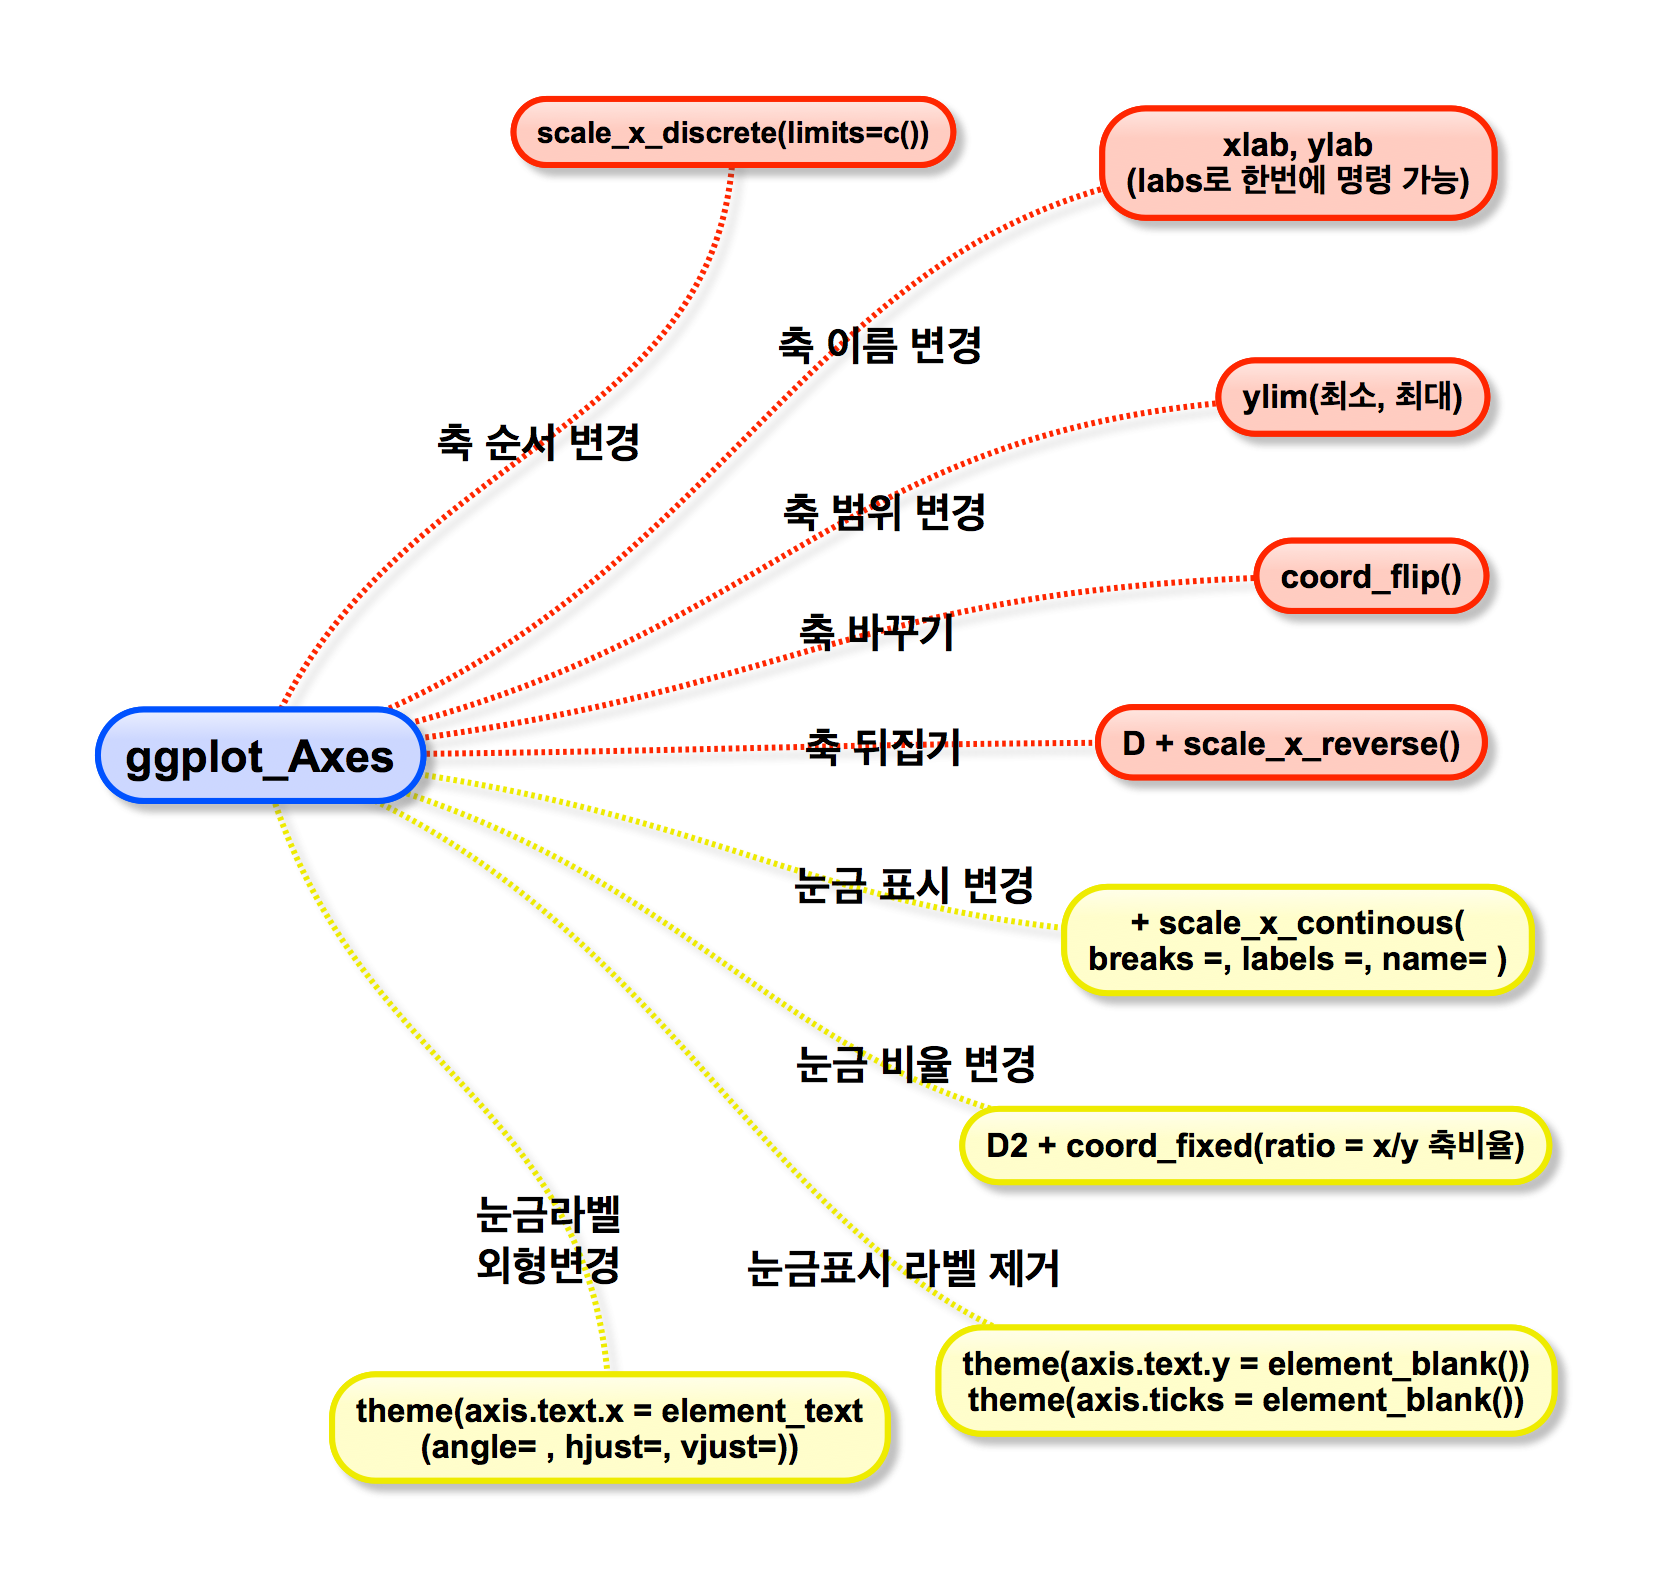 scale_x_discrete(limits=c())
xlab, ylab
(labs로 한번에 명령 가능)
축 이름 변경
ylim(최소, 최대)
축 순서 변경
축 범위 변경
coord_flip()
축 바꾸기
ggplot_Axes
축 뒤집기
D + scale_x_reverse()
눈금 표시 변경
+ scale_x_continous(
breaks =, labels =, name= )
눈금 비율 변경
D2 + coord_fixed(ratio = x/y 축비율)
눈금라벨
외형변경
눈금표시 라벨 제거
theme(axis.text.y = element_blank())
theme(axis.ticks = element_blank())
theme(axis.text.x = element_text
(angle= , hjust=, vjust=))